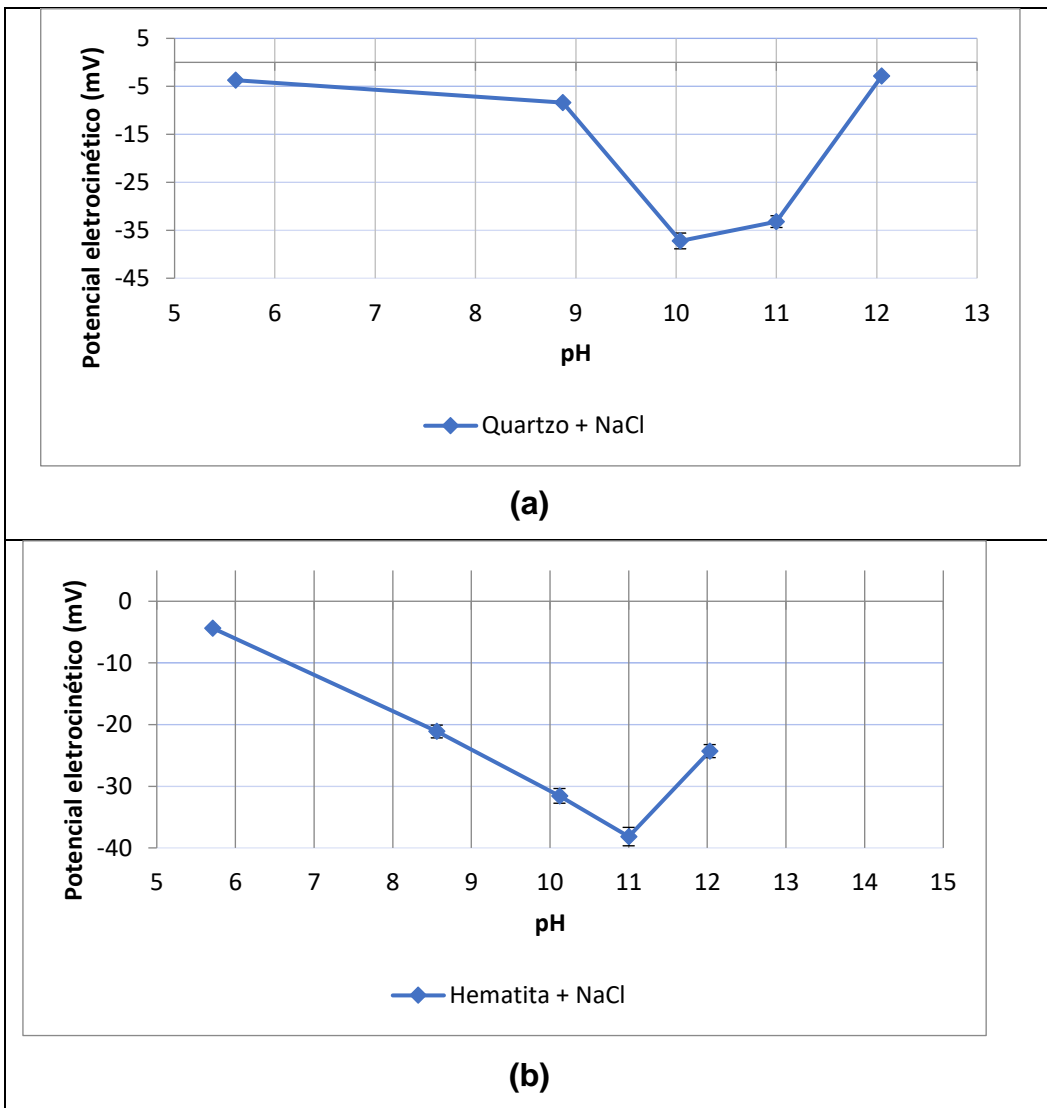 Potencial eletrocinético (mV)
5
-5
-15
-25
-35
-45
5 6 7 8 9 10 11 12 13
pH
Quartzo + NaCl
(a)
Potencial eletrocinético (mV)
0
-10
-20
-30
-40
5 6 7 8 9 10 11 12 13 14 15
pH
Hematita + NaCl
(b)